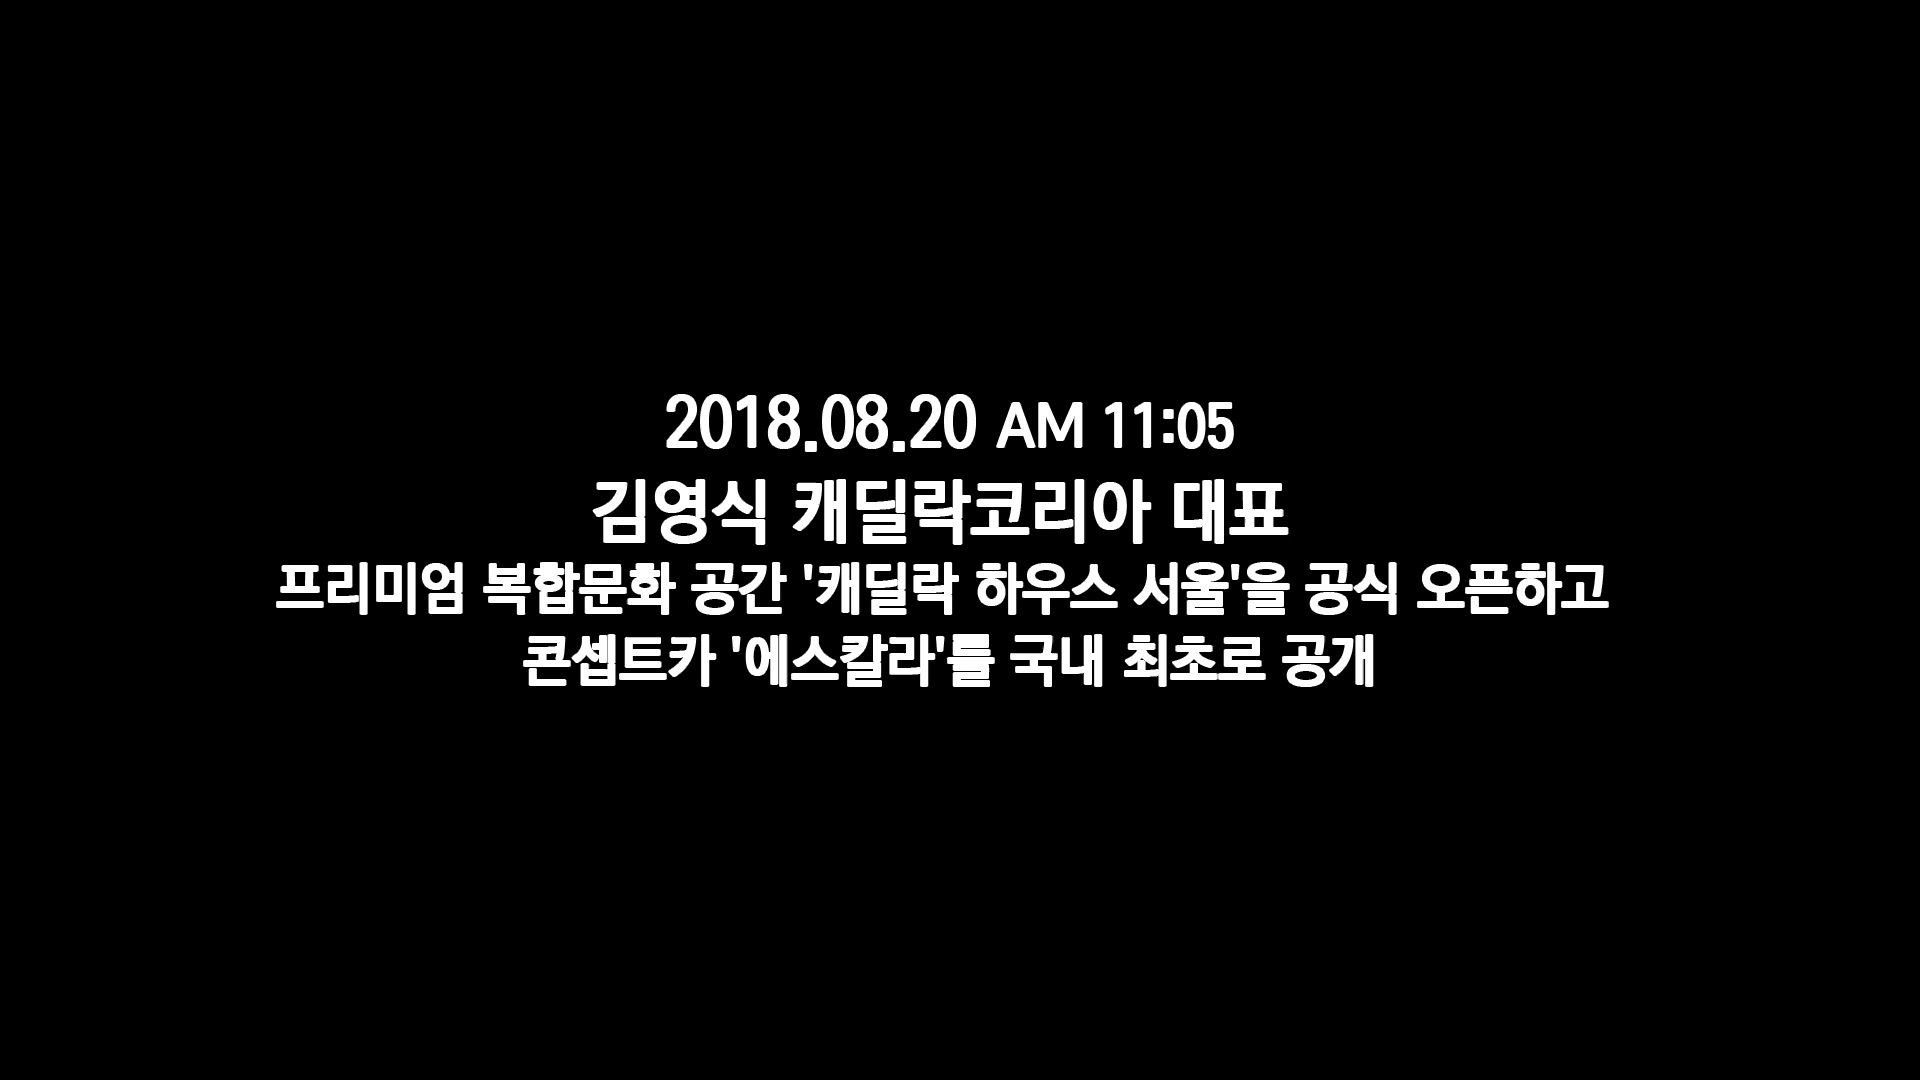 2018.08.20 AM 11:05
김영식 캐딜락코리아 대표
프리미엄 복합문화 공간 '캐딜락 하우스 서울'을 공식 오픈하고
콘셉트카 '에스칼라'를 국내 최초로 공개